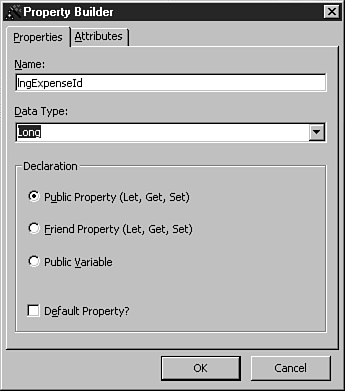 Property Builder
Properties Attributes
Name:
lngExpenseId
Data Type:
Long
Declaration
Public Property (Let, Get, Set)
Friend Property (Let, Get, Set)
Public Variable
Default Property?
OK Cancel